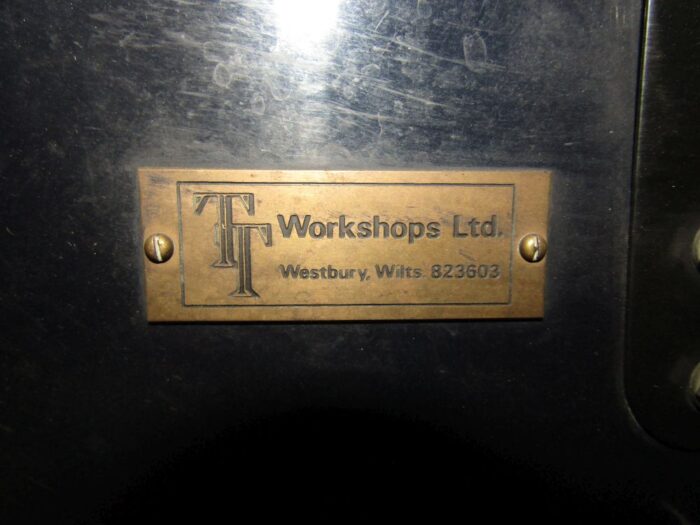 TT Workshops Ltd.
Westbury, Wilts. 823603